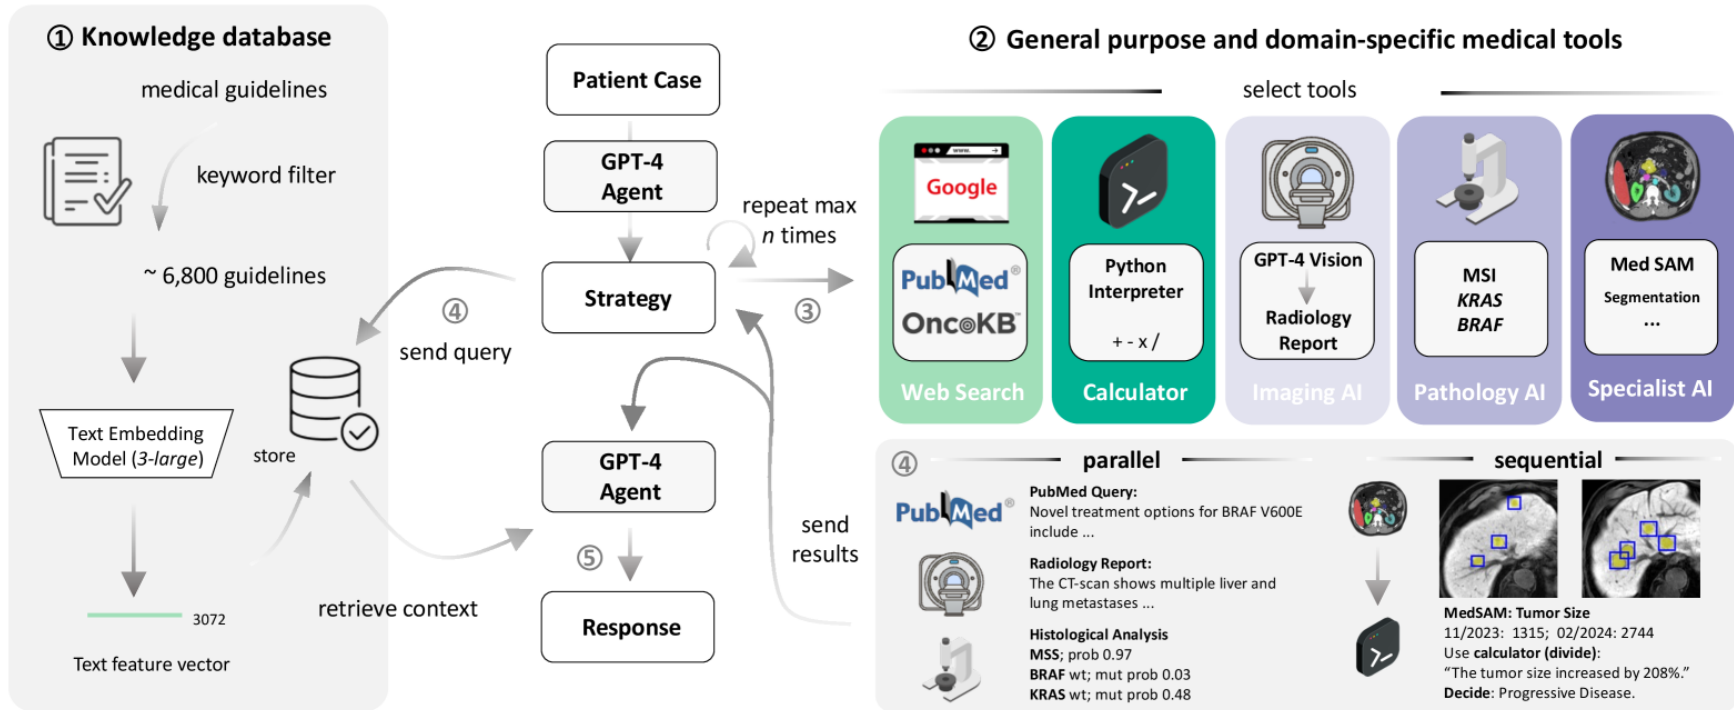 ① Knowledge database
medical guidelines
keyword filter
~ 6,800 guidelines
Text Embedding
Model (3-large)
store
3072
Text feature vector
Patient Case
GPT-4
Agent
repeat max
n times
Strategy
③
④
send query
GPT-4
Agent
send
results
⑤
retrieve context
Response
② General purpose and domain-specific medical tools
select tools
www.
Google
PubMed®
OncoKB™
Web Search
Python
Interpreter
+ - x /
Calculator
GPT-4 Vision
Radiology
Report
Imaging AI
MSI
KRAS
BRAF
Pathology AI
Med SAM
Segmentation
...
Specialist AI
④
parallel
PubMed®
PubMed Query:
Novel treatment options for BRAF V600E
include ...
Radiology Report:
The CT-scan shows multiple liver and
lung metastases ...
Histological Analysis
MSS; prob 0.97
BRAF wt; mut prob 0.03
KRAS wt; mut prob 0.48
sequential
MedSAM: Tumor Size
11/2023: 1315; 02/2024: 2744
Use calculator (divide):
“The tumor size increased by 208%.”
Decide: Progressive Disease.